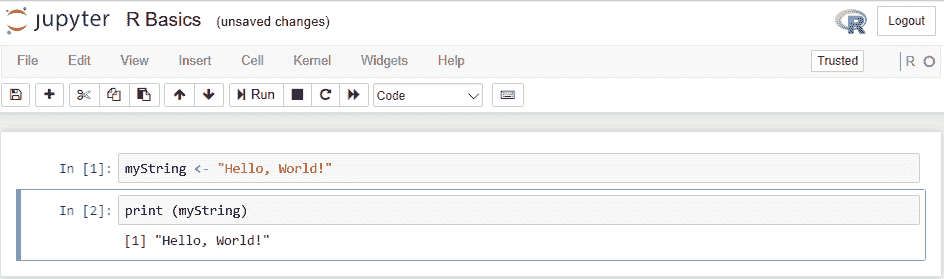 jupyter R Basics (unsaved changes) R Logout
File Edit View Insert Cell Kernel Widgets Help Trusted R
Run Code
In [1]: myString <- "Hello, World!"
In [2]: print (myString)
[1] "Hello, World!"